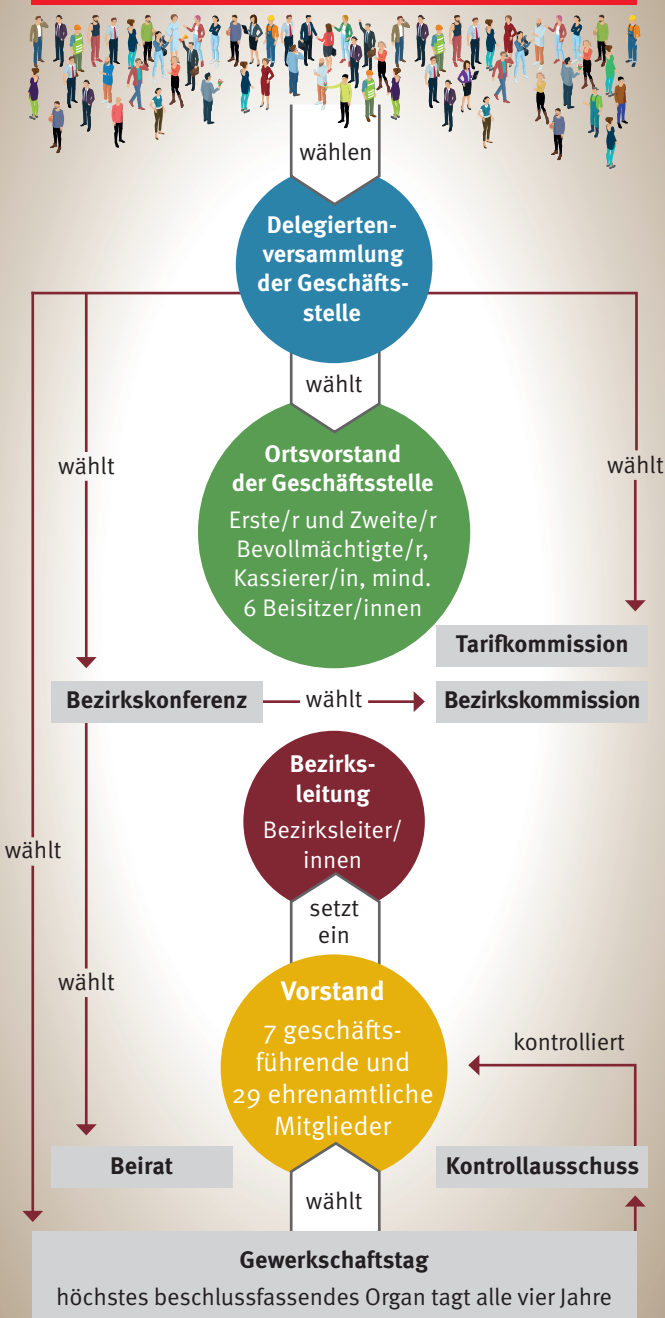 wählen
Delegierten-
versammlung
der Geschäfts-
stelle
wählt
wählt
wählt
Ortsvorstand
der Geschäftsstelle
Erste/r und Zweite/r
Bevollmächtigte/r,
Kassierer/in, mind.
6 Beisitzer/innen
Tarifkommission
Bezirkskonferenz
wählt
Bezirkskommission
Bezirks-
leitung
Bezirksleiter/
innen
wählt
setzt
ein
wählt
Vorstand
7 geschäfts-
führende und
29 ehrenamtliche
Mitglieder
kontrolliert
Beirat
Kontrollausschuss
wählt
Gewerkschaftstag
höchstes beschlussfassendes Organ tagt alle vier Jahre